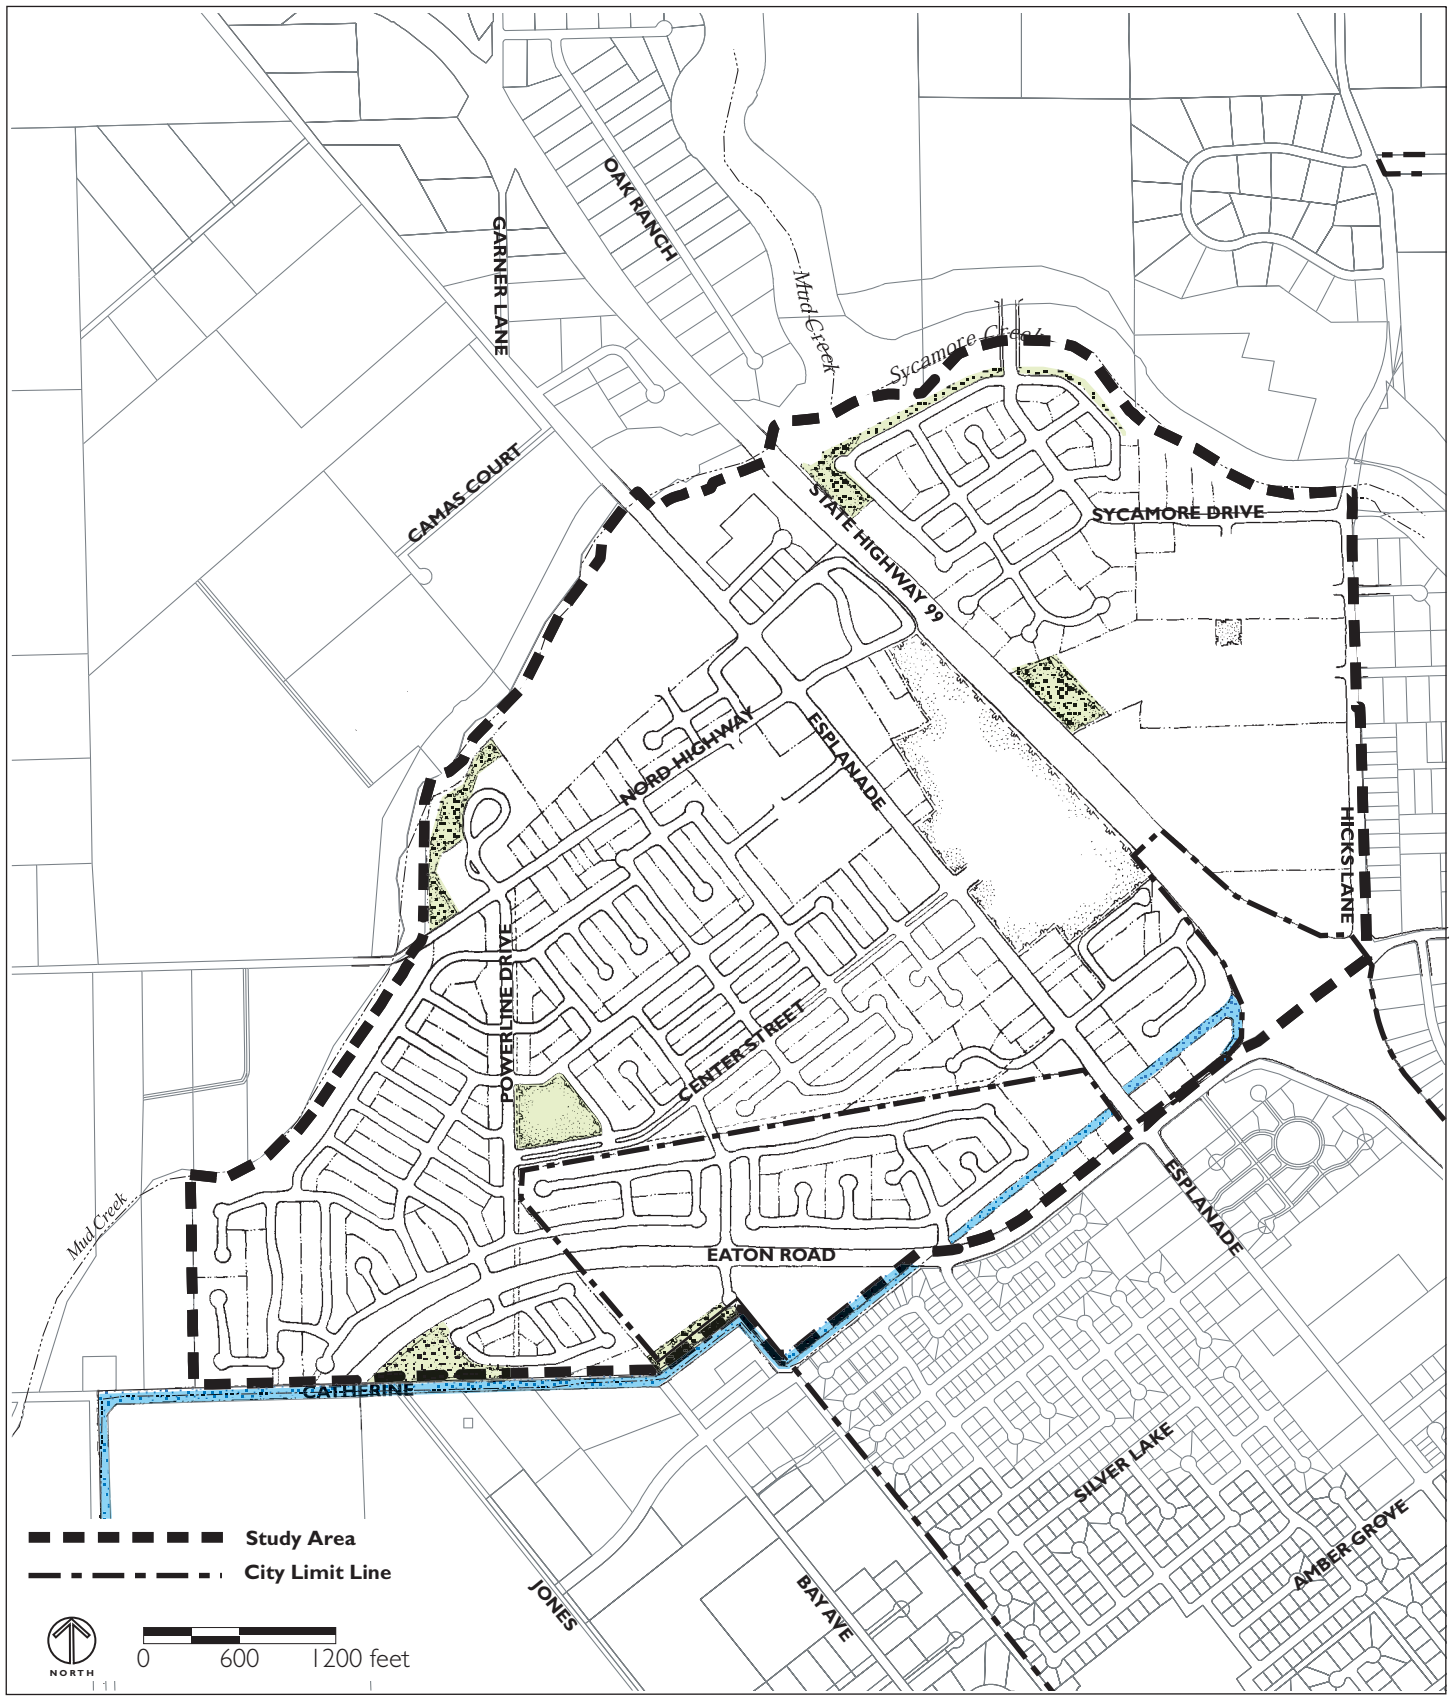 OAK RANCH
GARNER LANE
Mud Creek
Sycamore Creek
CAMAS COURT
STATE HIGHWAY 99
SYCAMORE DRIVE
NORD HIGHWAY
ESPLANADE
HICKS LANE
POWERLINE DRIVE
CENTER STREET
Mud Creek
ESPLANADE
EATON ROAD
CATHERINE
SILVER LAKE
AMBER GROVE
JONES
BAY AVE
Study Area
City Limit Line
NORTH
0 600 1200 feet